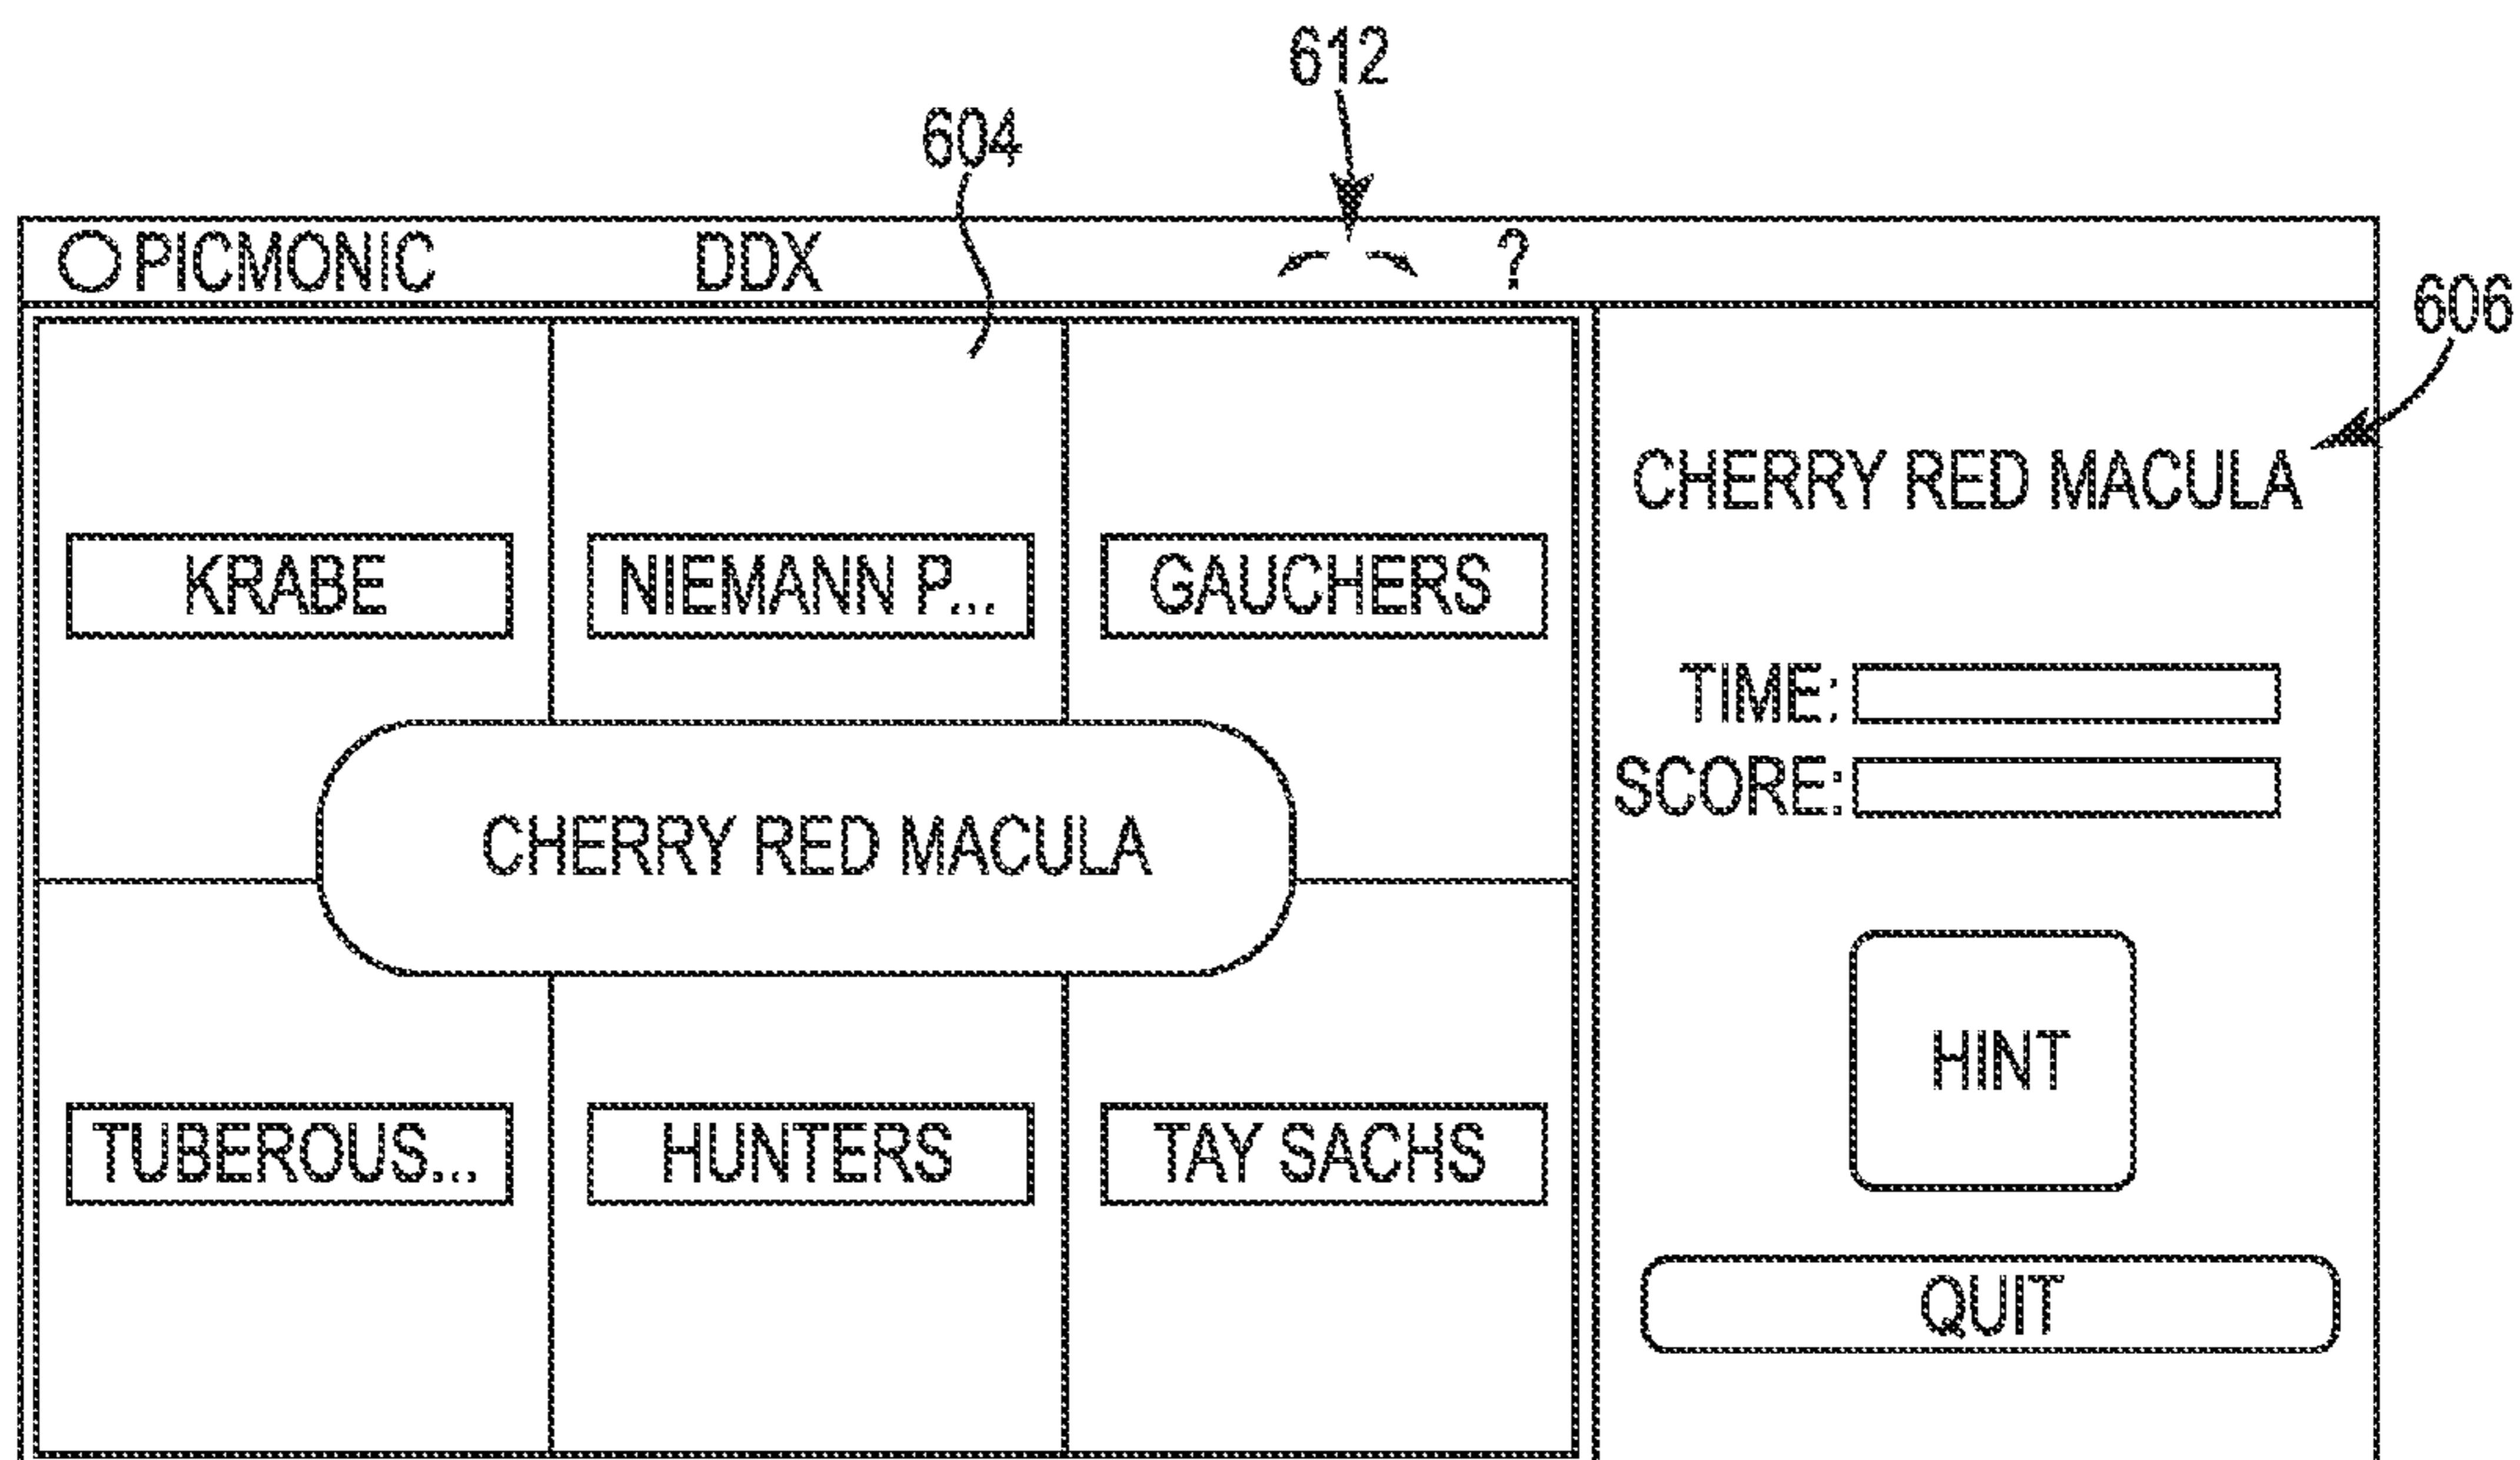 612
604
PICMONIC DDX ?
606
CHERRY RED MACULA
KRABE NIEMANN P... GAUCHERS
TIME:
SCORE:
CHERRY RED MACULA
HINT
TUBEROUS... HUNTERS TAY SACHS
QUIT